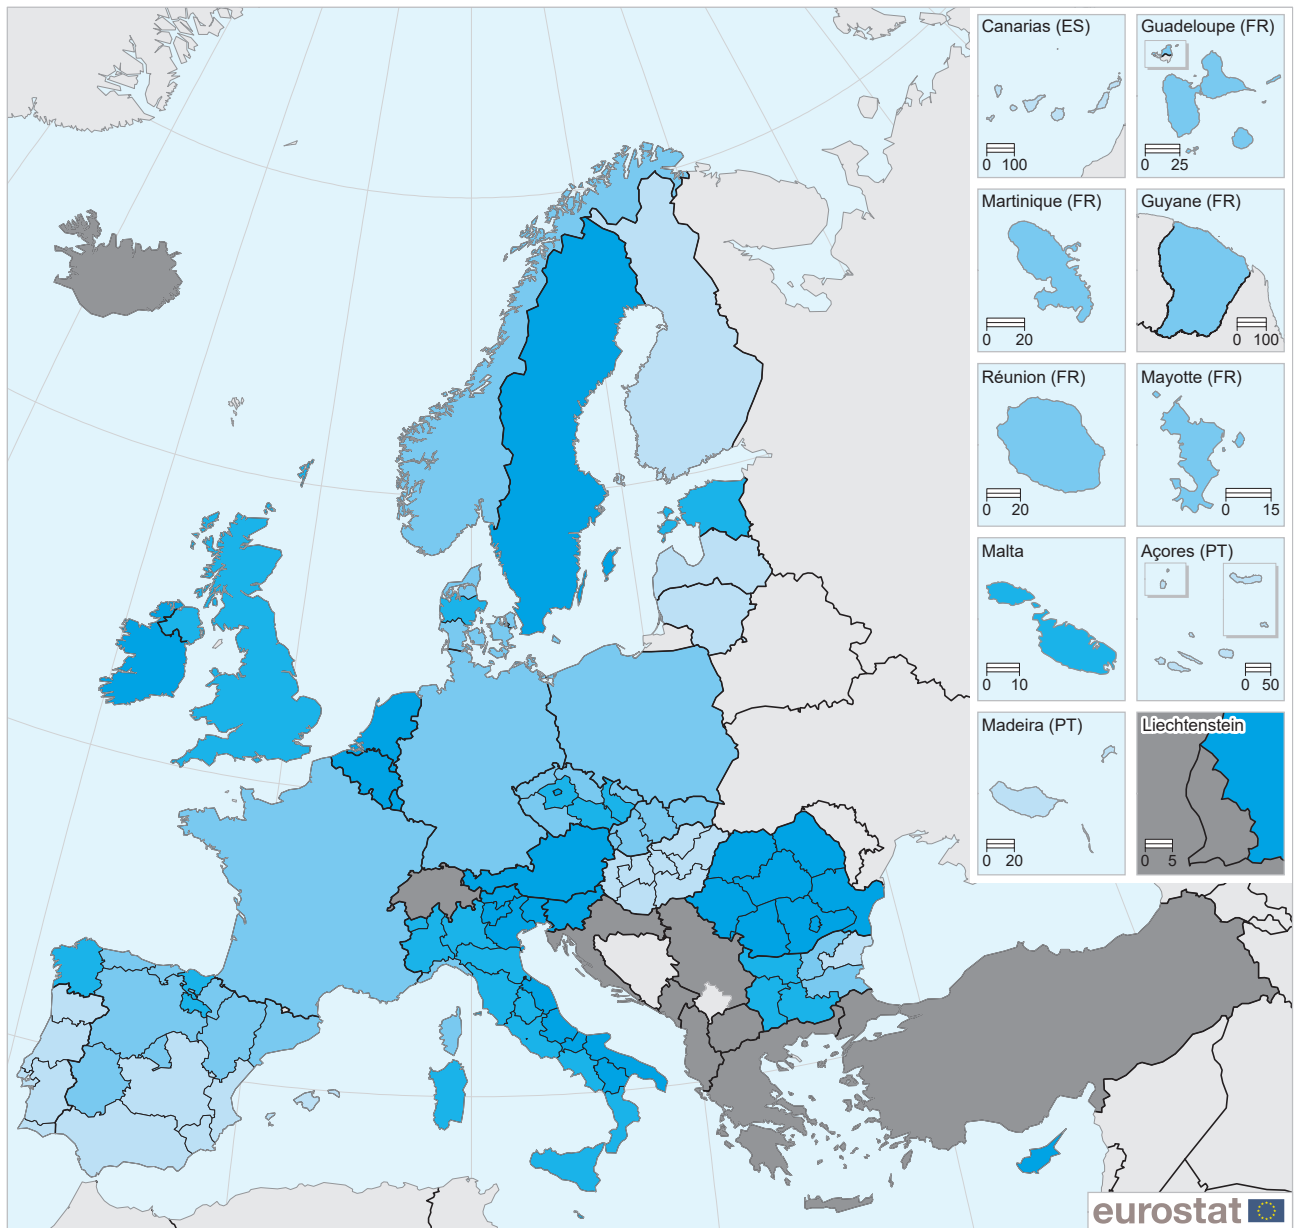 Canarias (ES)
0 100
Guadeloupe (FR)
0 25
Martinique (FR)
0 20
Guyane (FR)
0 100
Réunion (FR)
0 20
Mayotte (FR)
0 15
Malta
0 10
Açores (PT)
0 50
Madeira (PT)
0 20
Liechtenstein
0 5
eurostat